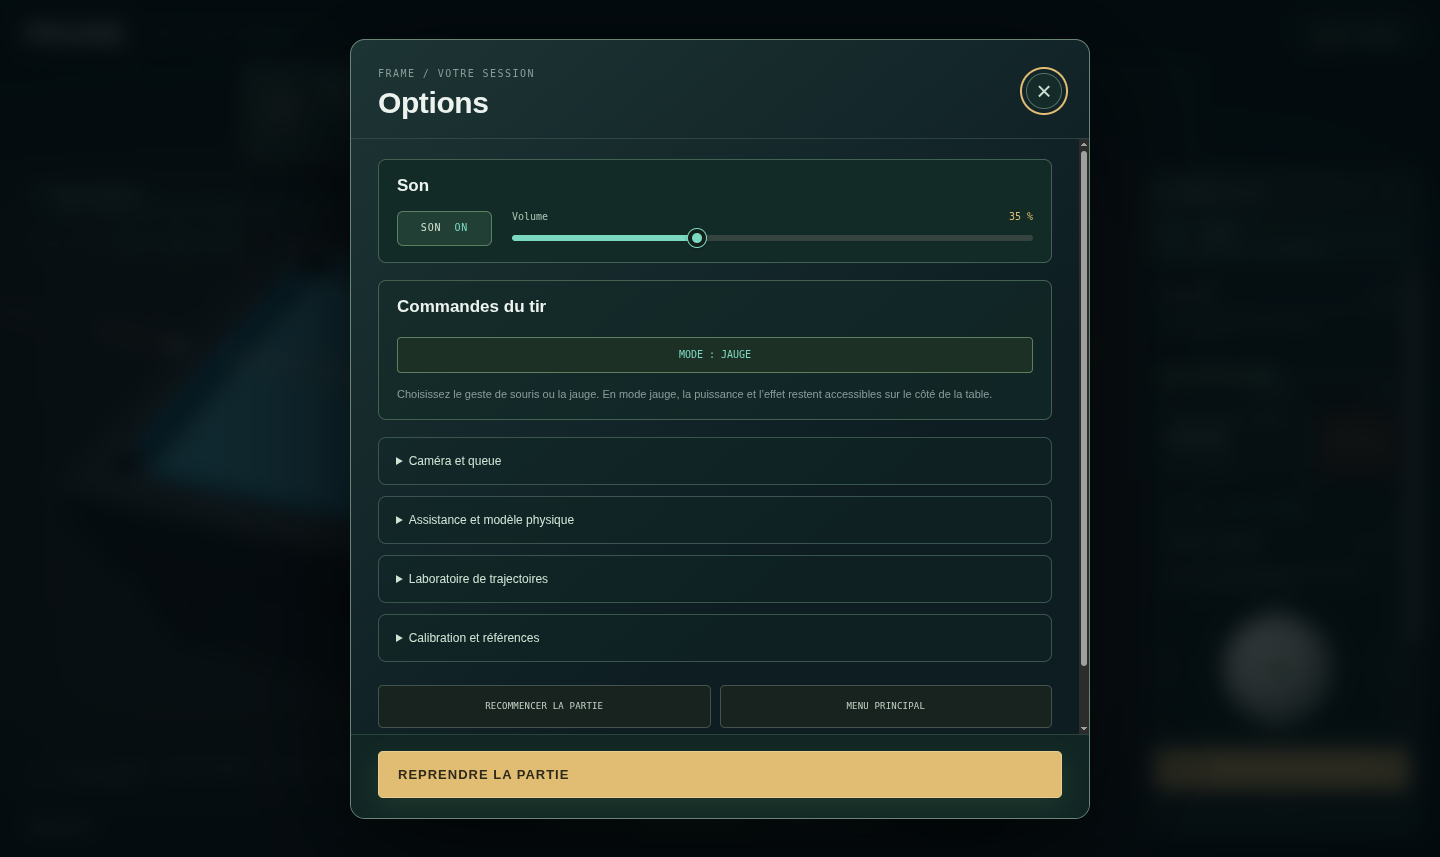 FRAME / VOTRE SESSION
Options
Son
SON ON
Volume
35 %
Commandes du tir
MODE : JAUGE
Choisissez le geste de souris ou la jauge. En mode jauge, la puissance et l'effet restent accessibles sur le côté de la table.
Caméra et queue
Assistance et modèle physique
Laboratoire de trajectoires
Calibration et références
RECOMMENCER LA PARTIE
MENU PRINCIPAL
REPRENDRE LA PARTIE